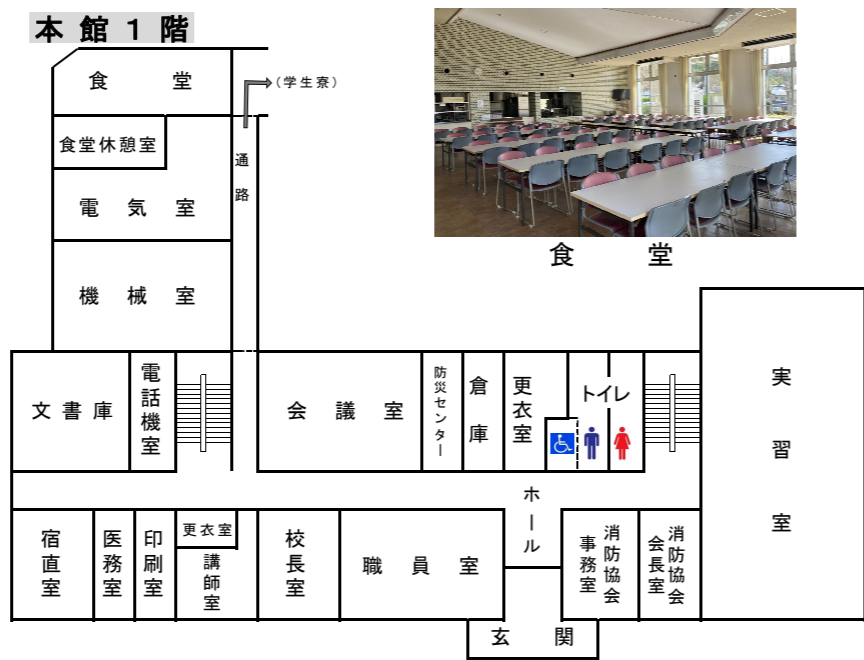 本館1階
食堂
(学生寮)
食堂休憩室
通路
電気室
機械室
食堂
文書庫
電話機室
会議室
防災センター
倉庫
更衣室
トイレ
実習室
ホール
宿直室
医務室
印刷室
更衣室
講師室
校長室
職員室
消防協会
事務室
消防協会
会長室
玄関